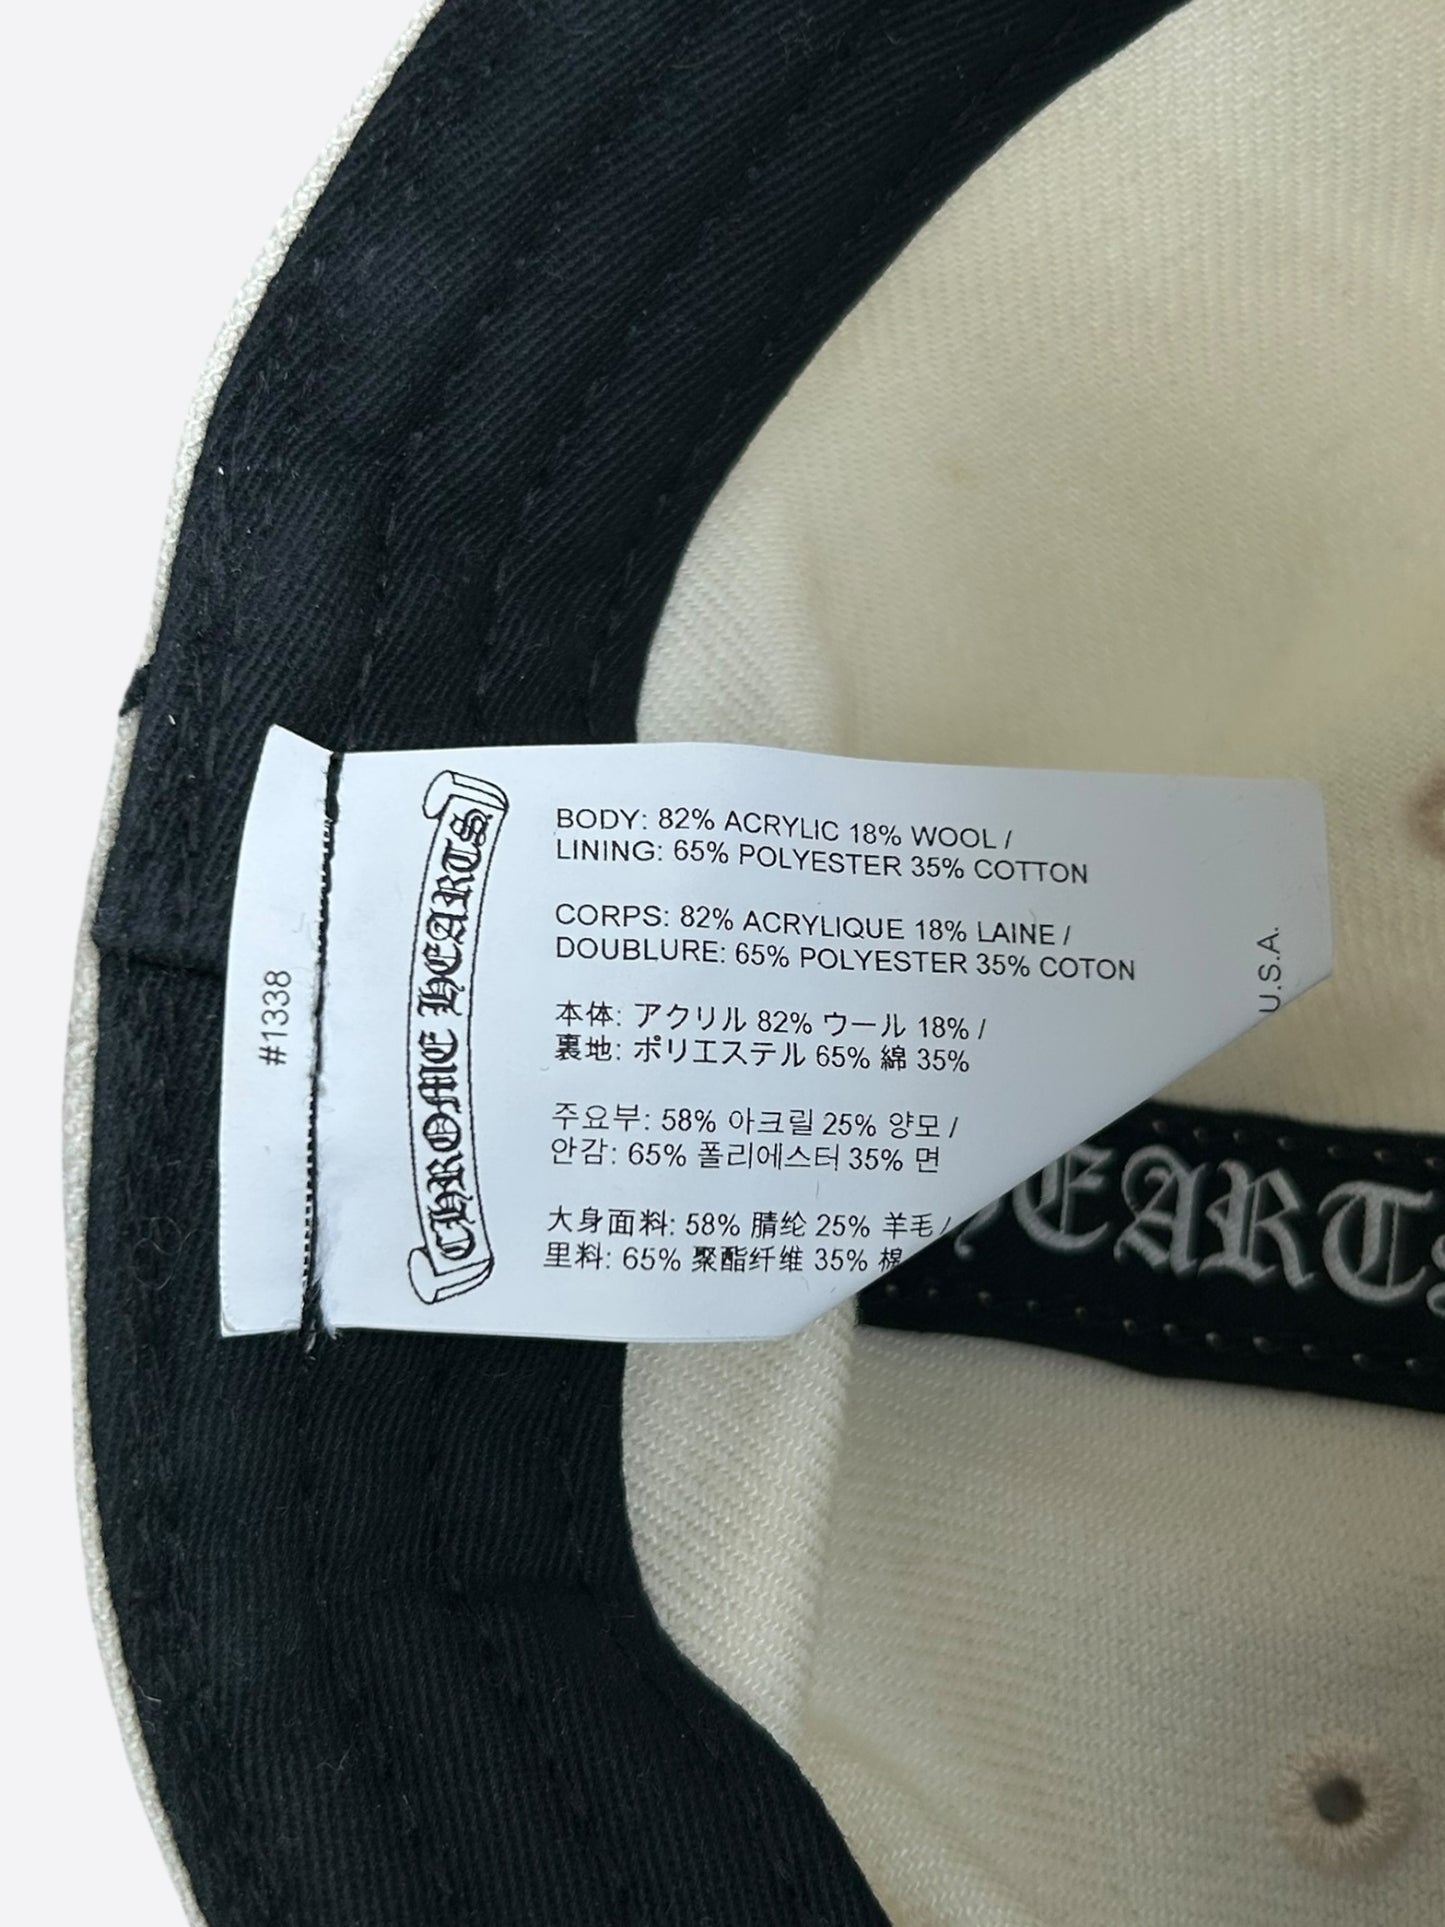 #1338
CHROME HEARTS
BODY: 82% ACRYLIC 18% WOOL /
LINING: 65% POLYESTER 35% COTTON
CORPS: 82% ACRYLIQUE 18% LAINE /
DOUBLURE: 65% POLYESTER 35% COTON
本体: アクリル 82% ウール 18% /
裏地: ポリエステル 65% 綿 35%
주요부: 58% 아크릴 25% 양모 /
안감: 65% 폴리에스터 35% 면
大身面料: 58% 腈纶 25% 羊毛 /
里料: 65% 聚酯纤维 35% 棉
U.S.A.
HEARTS